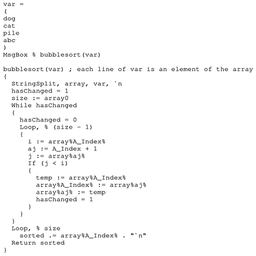 var =
(
dog
cat
pile
abc
)
MsgBox % bubblesort(var)

bubblesort(var) ; each line of var is an element of the array
{
  StringSplit, array, var, `n
  hasChanged = 1
  size := array0
  While hasChanged
  {
    hasChanged = 0
    Loop, % (size - 1)
    {
      i := array%A_Index%
      aj := A_Index + 1
      j := array%aj%
      If (j < i)
      {
        temp := array%A_Index%
        array%A_Index% := array%aj%
        array%aj% := temp
        hasChanged = 1
      }
    }
  }
  Loop, % size
    sorted .= array%A_Index% . "`n"
  Return sorted
}